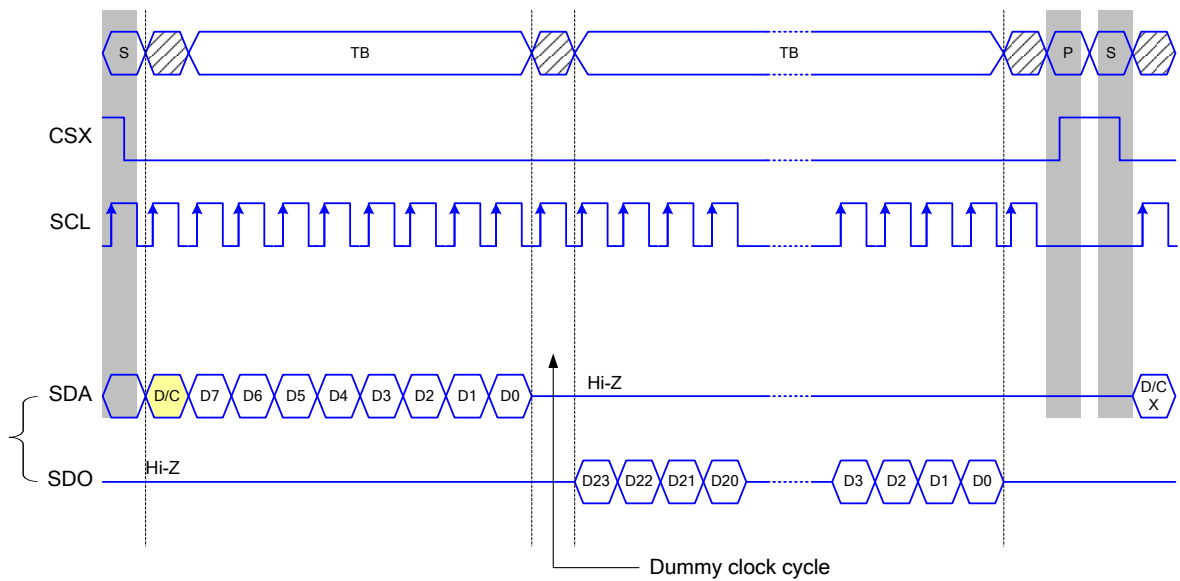 S TB TB P S
CSX
SCL
SDA D/C D7 D6 D5 D4 D3 D2 D1 D0 Hi-Z D/C
X
SDO Hi-Z D23 D22 D21 D20 D3 D2 D1 D0
Dummy clock cycle